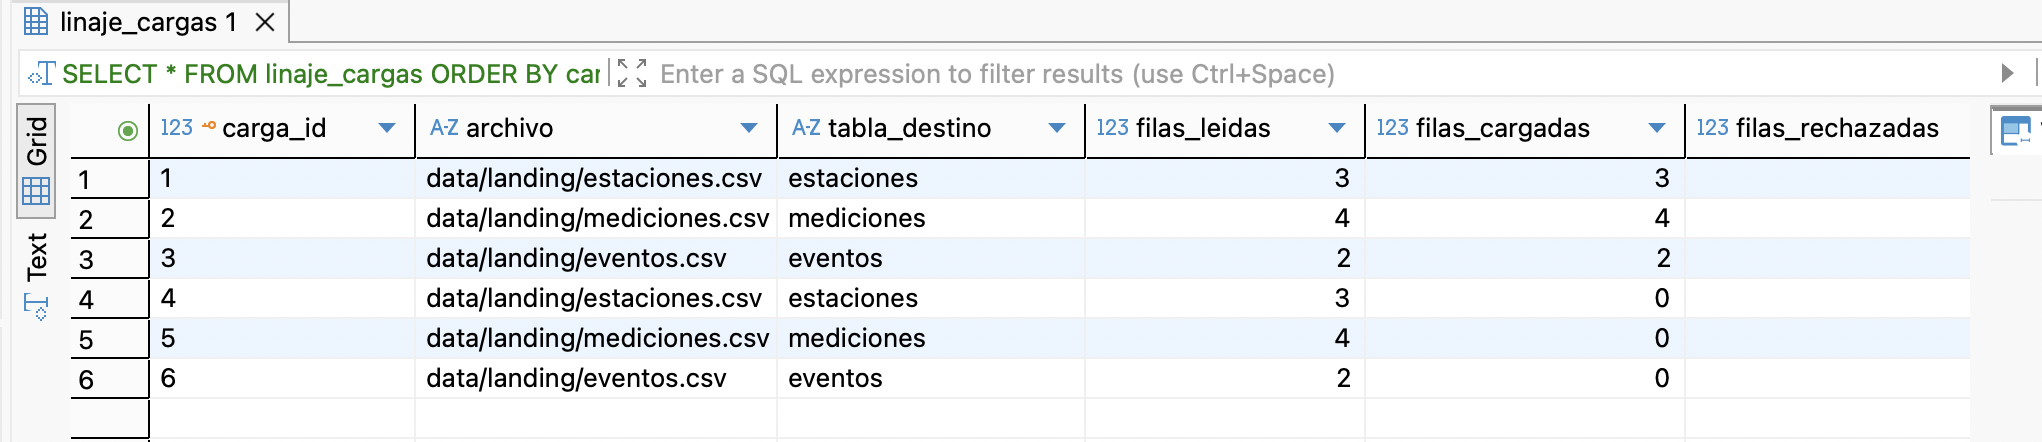 linaje_cargas 1
SELECT * FROM linaje_cargas ORDER BY car Enter a SQL expression to filter results (use Ctrl+Space)
Grid
Text
123 carga_id A-Z archivo A-Z tabla_destino 123 filas_leidas 123 filas_cargadas 123 filas_rechazadas
1 1 data/landing/estaciones.csv estaciones 3 3
2 2 data/landing/mediciones.csv mediciones 4 4
3 3 data/landing/eventos.csv eventos 2 2
4 4 data/landing/estaciones.csv estaciones 3 0
5 5 data/landing/mediciones.csv mediciones 4 0
6 6 data/landing/eventos.csv eventos 2 0